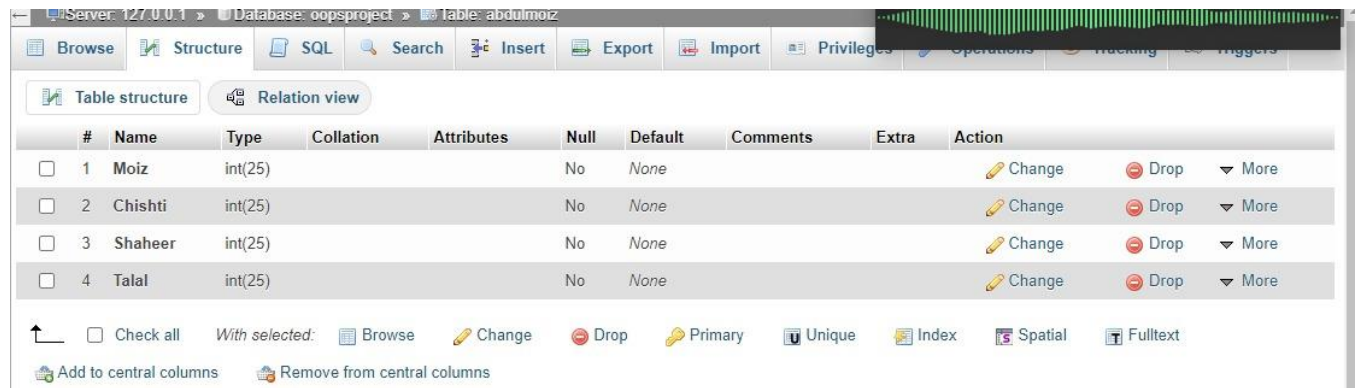 Server: 127.0.0.1 » Database: oopsproject » Table: abdulmoiz
Browse Structure SQL Search Insert Export Import Privileges Operations Tracking Triggers
Table structure Relation view
# Name Type Collation Attributes Null Default Comments Extra Action
1 Moiz int(25) No None Change Drop More
2 Chishti int(25) No None Change Drop More
3 Shaheer int(25) No None Change Drop More
4 Talal int(25) No None Change Drop More
Check all With selected: Browse Change Drop Primary Unique Index Spatial Fulltext
Add to central columns Remove from central columns